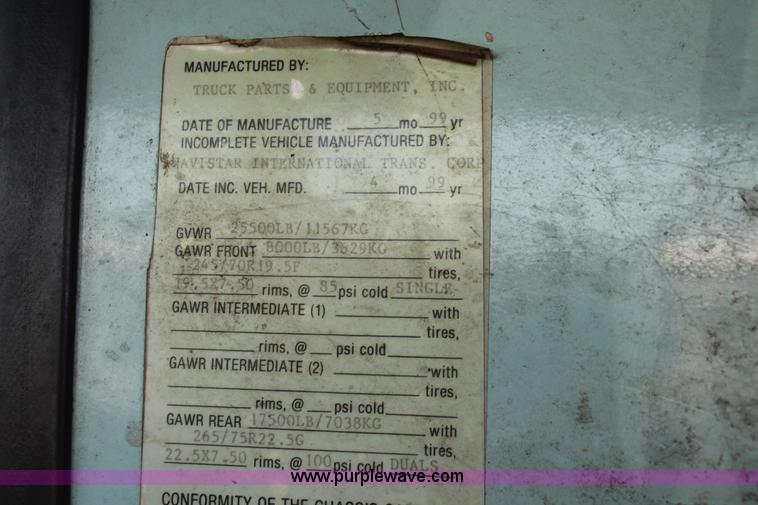 MANUFACTURED BY:
TRUCK PARTS & EQUIPMENT, INC.
DATE OF MANUFACTURE 5 mo 99 yr
INCOMPLETE VEHICLE MANUFACTURED BY:
NAVISTAR INTERNATIONAL TRANS. CORP
DATE INC. VEH. MFD. 4 mo 99 yr
GVWR 25500LB/11567KG
GAWR FRONT 8000LB/3629KG with
245/70R19.5F tires,
19.5X7.50 rims, @ 85 psi cold SINGLE
GAWR INTERMEDIATE (1) with
tires,
rims, @ psi cold
GAWR INTERMEDIATE (2) with
tires,
rims, @ psi cold
GAWR REAR 17500LB/7038KG with
265/75R22.5G tires,
22.5X7.50 rims, @ 100 psi cold DUALS
www.purplewave.com
CONFORMITY OF THE CHASSIS